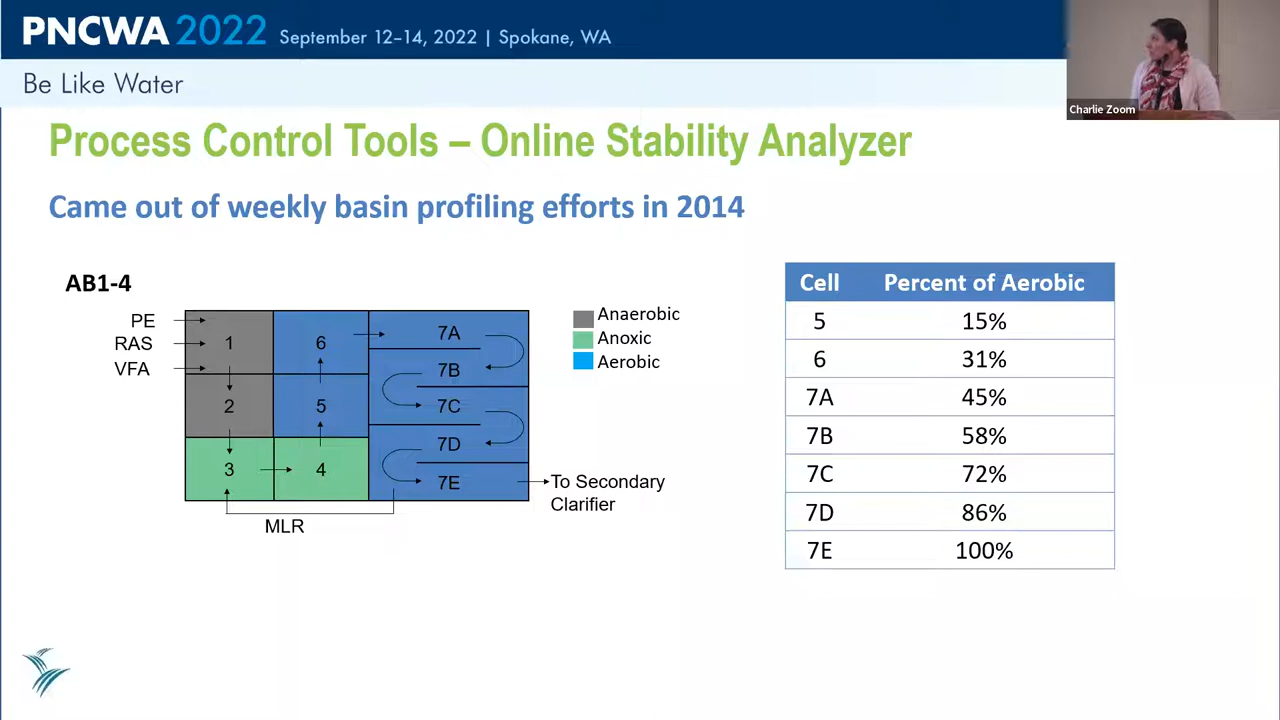 PNCWA 2022 September 12–14, 2022 | Spokane, WA
Be Like Water
Charlie Zoom
Process Control Tools – Online Stability Analyzer
Came out of weekly basin profiling efforts in 2014
AB1-4
PE
RAS
VFA
1
2
3
4
5
6
7A
7B
7C
7D
7E
MLR
To Secondary
Clarifier
Anaerobic
Anoxic
Aerobic
Cell Percent of Aerobic
5 15%
6 31%
7A 45%
7B 58%
7C 72%
7D 86%
7E 100%